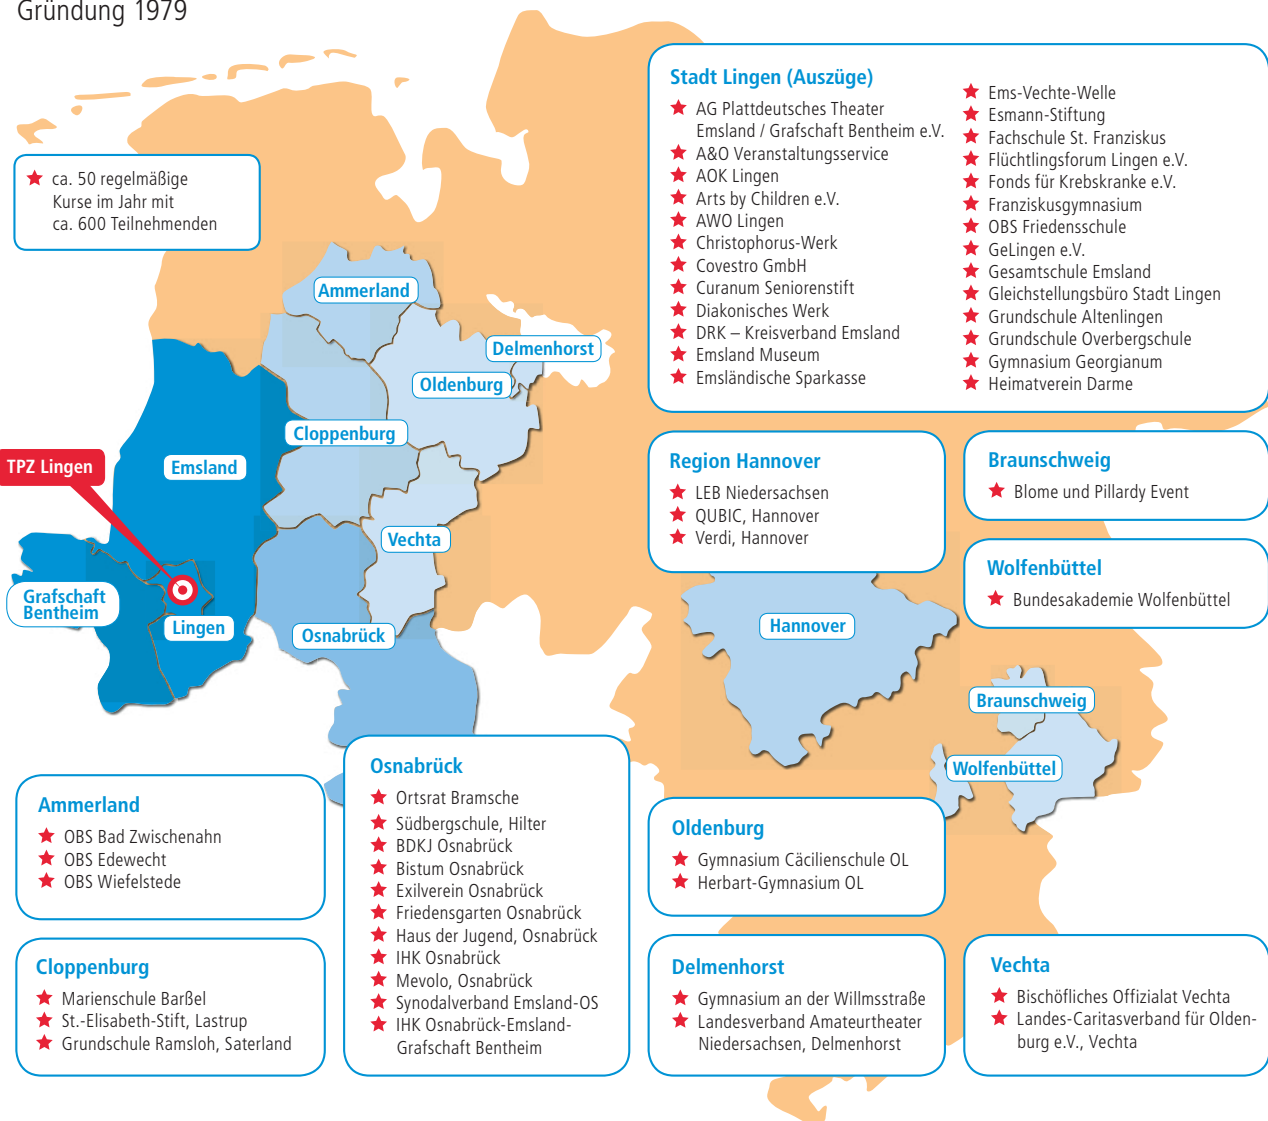 Gründung 1979
ca. 50 regelmäßige
Kurse im Jahr mit
ca. 600 Teilnehmenden
Stadt Lingen (Auszüge)
AG Plattdeutsches Theater
Emsland / Grafschaft Bentheim e.V.
A&O Veranstaltungsservice
AOK Lingen
Arts by Children e.V.
AWO Lingen
Christophorus-Werk
Covestro GmbH
Curanum Seniorenstift
Diakonisches Werk
DRK – Kreisverband Emsland
Emsland Museum
Emsländische Sparkasse
Ems-Vechte-Welle
Esmann-Stiftung
Fachschule St. Franziskus
Flüchtlingsforum Lingen e.V.
Fonds für Krebskranke e.V.
Franziskusgymnasium
OBS Friedensschule
GeLingen e.V.
Gesamtschule Emsland
Gleichstellungsbüro Stadt Lingen
Grundschule Altenlingen
Grundschule Overbergschule
Gymnasium Georgianum
Heimatverein Darme
Ammerland
Delmenhorst
Oldenburg
Cloppenburg
TPZ Lingen
Emsland
Vechta
Grafschaft
Bentheim
Lingen
Osnabrück
Region Hannover
LEB Niedersachsen
QUBIC, Hannover
Verdi, Hannover
Braunschweig
Blome und Pillardy Event
Wolfenbüttel
Bundesakademie Wolfenbüttel
Hannover
Braunschweig
Wolfenbüttel
Ammerland
OBS Bad Zwischenahn
OBS Edewecht
OBS Wiefelstede
Cloppenburg
Marienschule Barßel
St.-Elisabeth-Stift, Lastrup
Grundschule Ramsloh, Saterland
Osnabrück
Ortsrat Bramsche
Südbergschule, Hilter
BDKJ Osnabrück
Bistum Osnabrück
Exilverein Osnabrück
Friedensgarten Osnabrück
Haus der Jugend, Osnabrück
IHK Osnabrück
Mevolo, Osnabrück
Synodalverband Emsland-OS
IHK Osnabrück-Emsland-
Grafschaft Bentheim
Oldenburg
Gymnasium Cäcilienschule OL
Herbart-Gymnasium OL
Delmenhorst
Gymnasium an der Willmsstraße
Landesverband Amateurtheater
Niedersachsen, Delmenhorst
Vechta
Bischöfliches Offizialat Vechta
Landes-Caritasverband für Olden-
burg e.V., Vechta